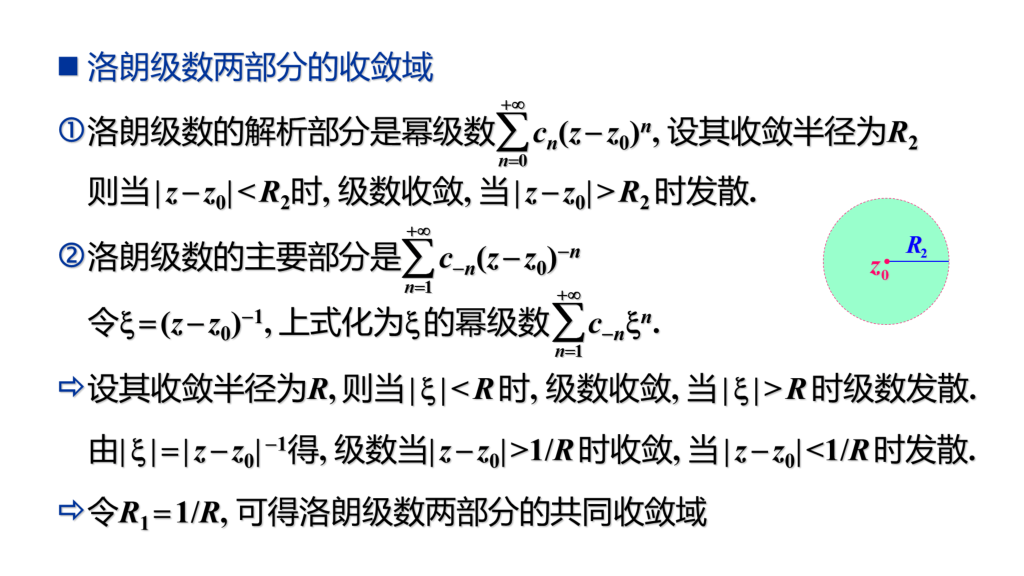 ■ 洛朗级数两部分的收敛域
①洛朗级数的解析部分是幂级数$\sum_{n=0}^{+\infty} c_n(z-z_0)^n$, 设其收敛半径为$R_2$
则当$|z-z_0|<R_2$时, 级数收敛, 当$|z-z_0|>R_2$时发散.
②洛朗级数的主要部分是$\sum_{n=1}^{+\infty} c_{-n}(z-z_0)^{-n}$
令$\xi=(z-z_0)^{-1}$, 上式化为$\xi$的幂级数$\sum_{n=1}^{+\infty} c_{-n}\xi^n$.
⇨设其收敛半径为$R$, 则当$|\xi|<R$时, 级数收敛, 当$|\xi|>R$时级数发散.
由$|\xi|=|z-z_0|^{-1}$得, 级数当$|z-z_0|>1/R$时收敛, 当$|z-z_0|<1/R$时发散.
⇨令$R_1=1/R$, 可得洛朗级数两部分的共同收敛域
$R_2$
$z_0$